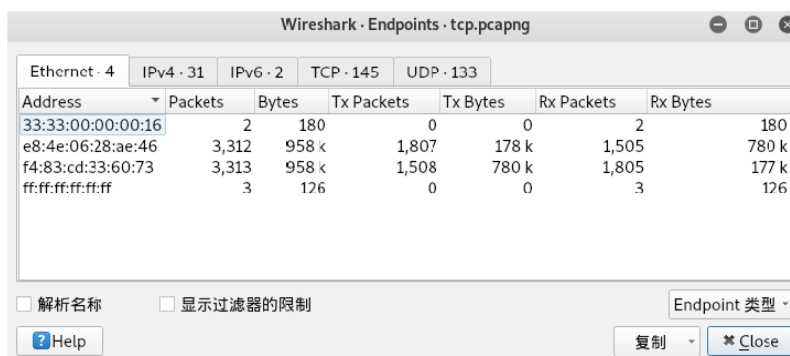 Wireshark · Endpoints · tcp.pcapng
Ethernet · 4 IPv4 · 31 IPv6 · 2 TCP · 145 UDP · 133
Address Packets Bytes Tx Packets Tx Bytes Rx Packets Rx Bytes
33:33:00:00:00:16 2 180 0 0 2 180
e8:4e:06:28:ae:46 3,312 958 k 1,807 178 k 1,505 780 k
f4:83:cd:33:60:73 3,313 958 k 1,508 780 k 1,805 177 k
ff:ff:ff:ff:ff:ff 3 126 0 0 3 126
解析名称 显示过滤器的限制 Endpoint 类型
Help 复制 Close